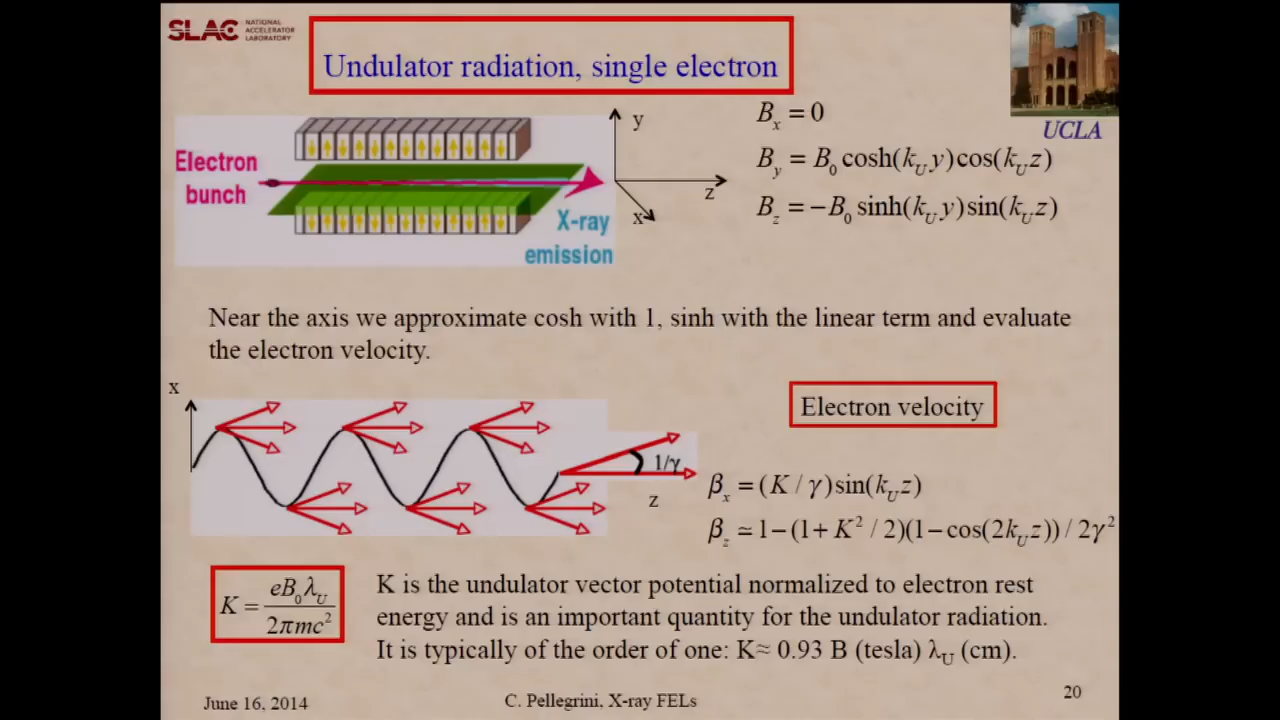 SLAC NATIONAL
ACCELERATOR
LABORATORY
Undulator radiation, single electron
UCLA
Electron
bunch
X-ray
emission
y
z
x
B_x = 0
B_y = B_0 cosh(k_U y)cos(k_U z)
B_z = −B_0 sinh(k_U y)sin(k_U z)
Near the axis we approximate cosh with 1, sinh with the linear term and evaluate
the electron velocity.
x
1/γ
z
Electron velocity
β_x = (K / γ)sin(k_U z)
β_z ≃ 1−(1+ K² / 2)(1−cos(2k_U z)) / 2γ²
K = eB_0λ_U / 2πmc²
K is the undulator vector potential normalized to electron rest
energy and is an important quantity for the undulator radiation.
It is typically of the order of one: K≈ 0.93 B (tesla) λ_U (cm).
June 16, 2014
C. Pellegrini, X-ray FELs
20